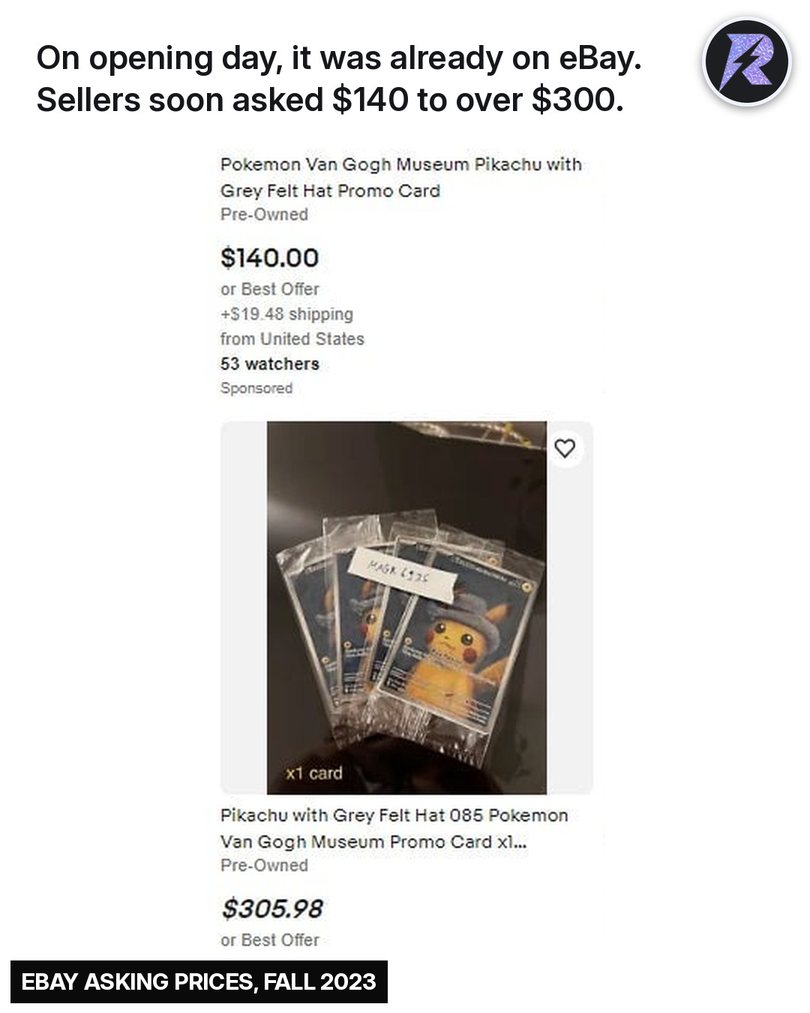 On opening day, it was already on eBay.
Sellers soon asked $140 to over $300.
R
Pokemon Van Gogh Museum Pikachu with
Grey Felt Hat Promo Card
Pre-Owned
$140.00
or Best Offer
+$19.48 shipping
from United States
53 watchers
Sponsored
x1 card
Pikachu with Grey Felt Hat 085 Pokemon
Van Gogh Museum Promo Card x1...
Pre-Owned
$305.98
or Best Offer
EBAY ASKING PRICES, FALL 2023